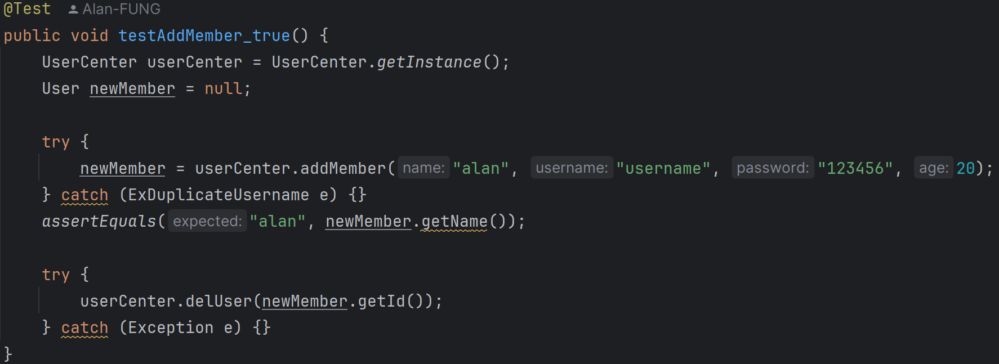 @Test Alan-FUNG
public void testAddMember_true() {
    UserCenter userCenter = UserCenter.getInstance();
    User newMember = null;

    try {
        newMember = userCenter.addMember( name: "alan", username: "username", password: "123456", age: 20);
    } catch (ExDuplicateUsername e) {}
    assertEquals( expected: "alan", newMember.getName());

    try {
        userCenter.delUser(newMember.getId());
    } catch (Exception e) {}
}